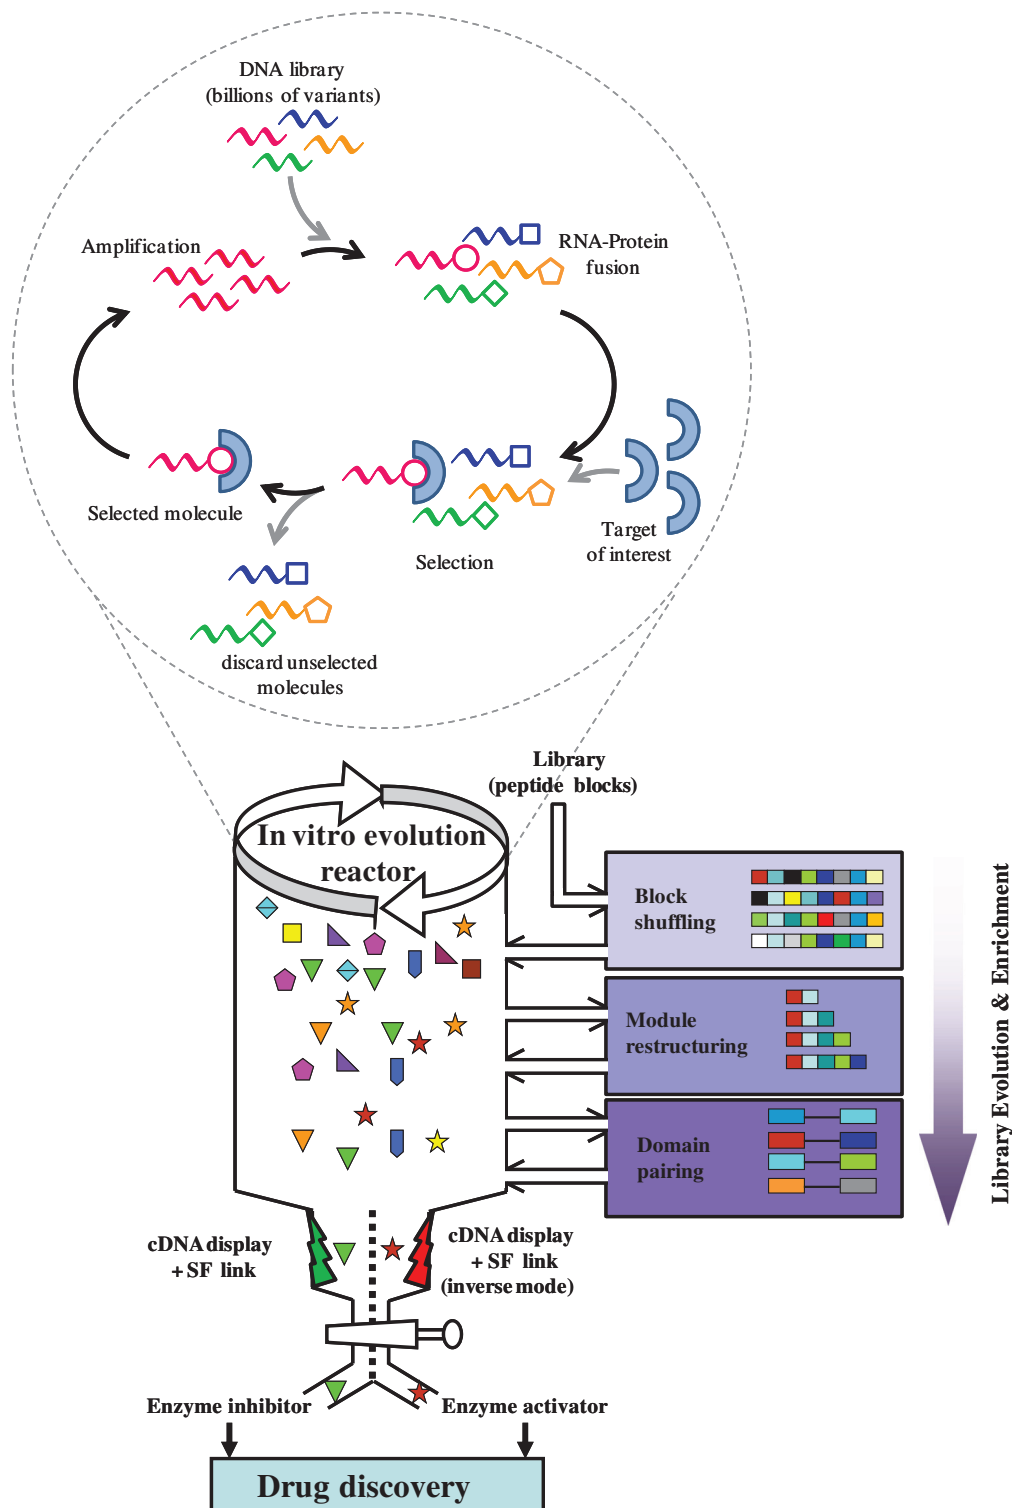 DNA library
(billions of variants)
Amplification
RNA-Protein
fusion
Selected molecule
Selection
Target
of interest
discard unselected
molecules
Library
(peptide blocks)
In vitro evolution
reactor
Block
shuffling
Module
restructuring
Domain
pairing
Library Evolution & Enrichment
cDNA display
+ SF link
cDNA display
+ SF link
(inverse mode)
Enzyme inhibitor
Enzyme activator
Drug discovery